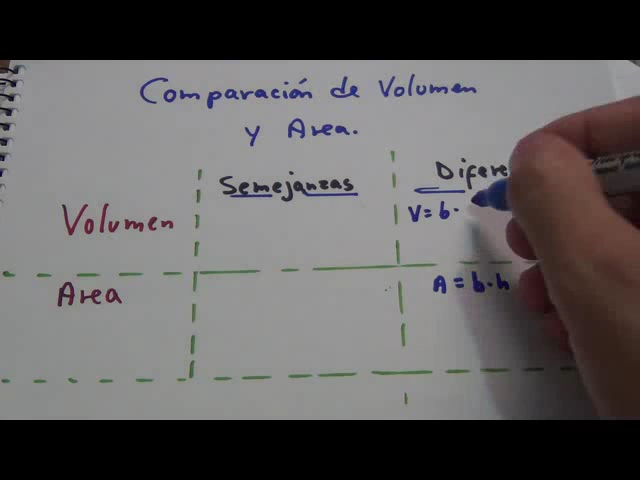 Comparación de Volumen
y Area.
Semejanzas
Volumen
V = b.
Area
A = b.h